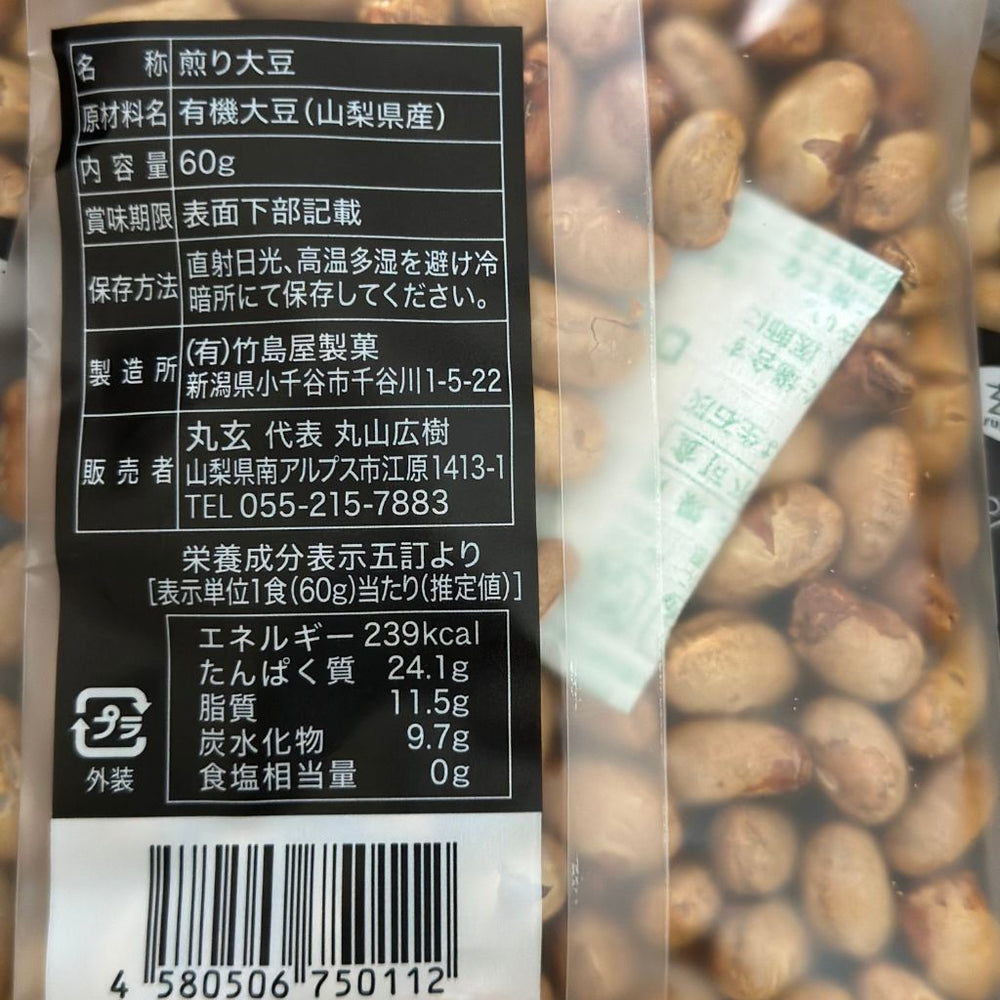 名称 煎り大豆
原材料名 有機大豆(山梨県産)
内容量 60g
賞味期限 表面下部記載
保存方法 直射日光、高温多湿を避け冷
暗所にて保存してください。
製造所 (有)竹島屋製菓
新潟県小千谷市千谷川1-5-22
販売者 丸玄 代表 丸山広樹
山梨県南アルプス市江原1413-1
TEL 055-215-7883
栄養成分表示五訂より
[表示単位1食(60g)当たり(推定値)]
エネルギー 239kcal
たんぱく質 24.1g
脂質 11.5g
炭水化物 9.7g
食塩相当量 0g
プラ
外装
4 580506 750112